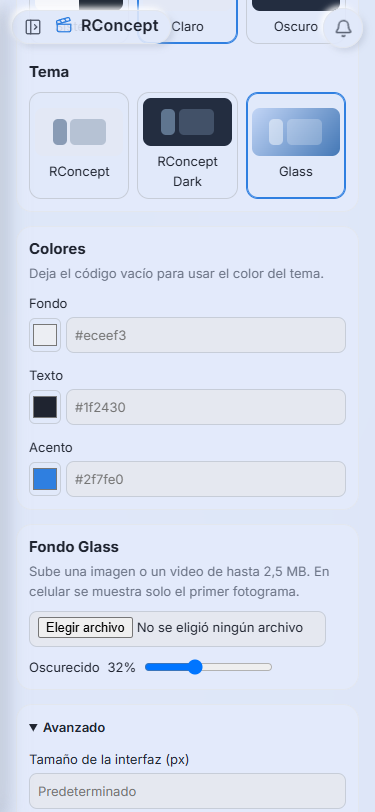 RConcept
Claro
Oscuro
Tema
RConcept
RConcept
Dark
Glass
Colores
Deja el código vacío para usar el color del tema.
Fondo
#eceef3
Texto
#1f2430
Acento
#2f7fe0
Fondo Glass
Sube una imagen o un video de hasta 2,5 MB. En
celular se muestra solo el primer fotograma.
Elegir archivo No se eligió ningún archivo
Oscurecido 32%
▼ Avanzado
Tamaño de la interfaz (px)
Predeterminado